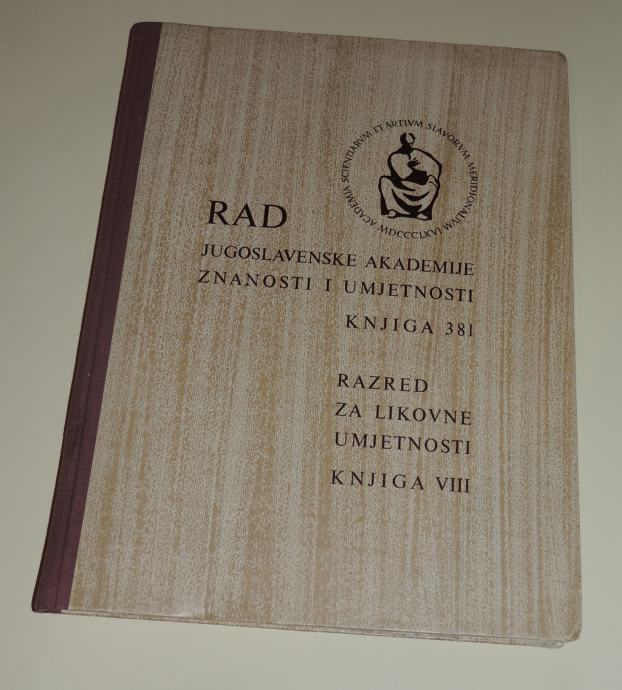 ACADEMIA SCIENTIARVM ET ARTIVM SLAVORVM MERIDIONALIVM
MDCCCLXVI
RAD
JUGOSLAVENSKE AKADEMIJE
ZNANOSTI I UMJETNOSTI
KNJIGA 381
RAZRED
ZA LIKOVNE
UMJETNOSTI
KNJIGA VIII